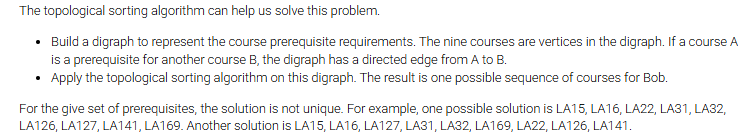 The topological sorting algorithm can help us solve this problem.
• Build a digraph to represent the course prerequisite requirements. The nine courses are vertices in the digraph. If a course A
is a prerequisite for another course B, the digraph has a directed edge from A to B.
• Apply the topological sorting algorithm on this digraph. The result is one possible sequence of courses for Bob.
For the give set of prerequisites, the solution is not unique. For example, one possible solution is LA15, LA16, LA22, LA31, LA32,
LA126, LA127, LA141, LA169. Another solution is LA15, LA16, LA127, LA31, LA32, LA169, LA22, LA126, LA141.